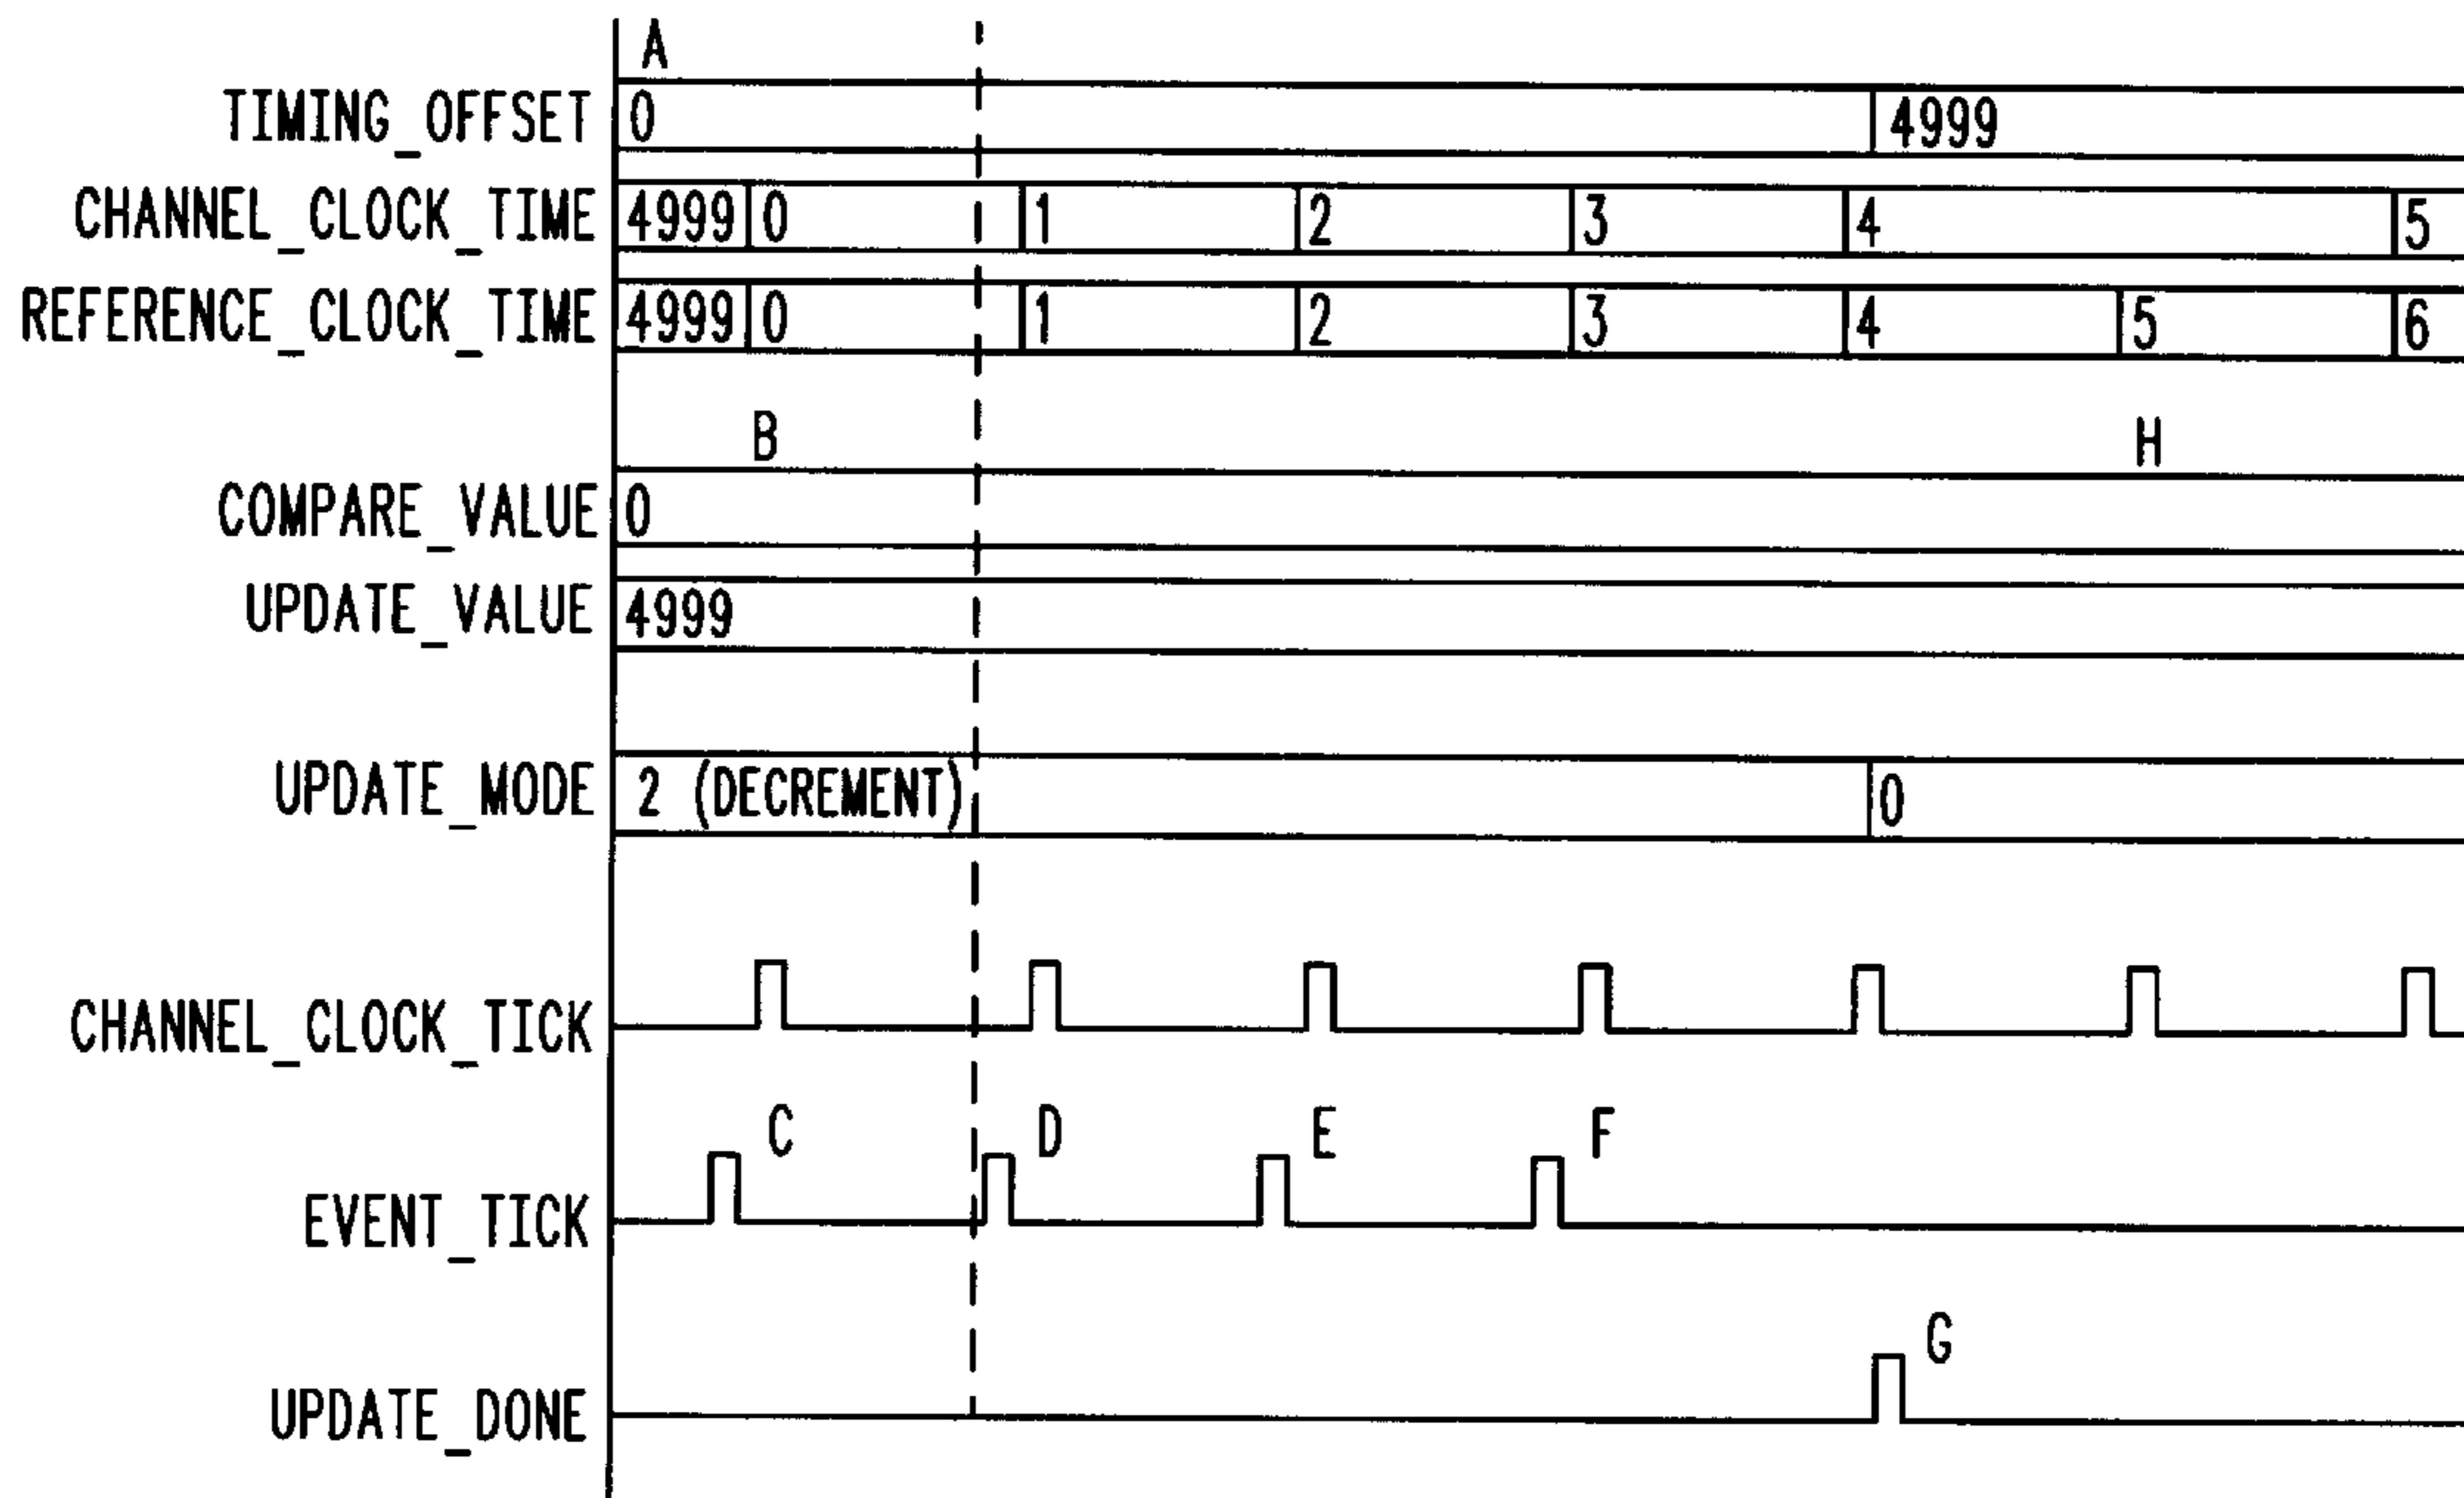 A
TIMING_OFFSET 0 4999
CHANNEL_CLOCK_TIME 4999 0 1 2 3 4 5
REFERENCE_CLOCK_TIME 4999 0 1 2 3 4 5 6
B H
COMPARE_VALUE 0
UPDATE_VALUE 4999
UPDATE_MODE 2 (DECREMENT) 0
CHANNEL_CLOCK_TICK
C D E F
EVENT_TICK
G
UPDATE_DONE